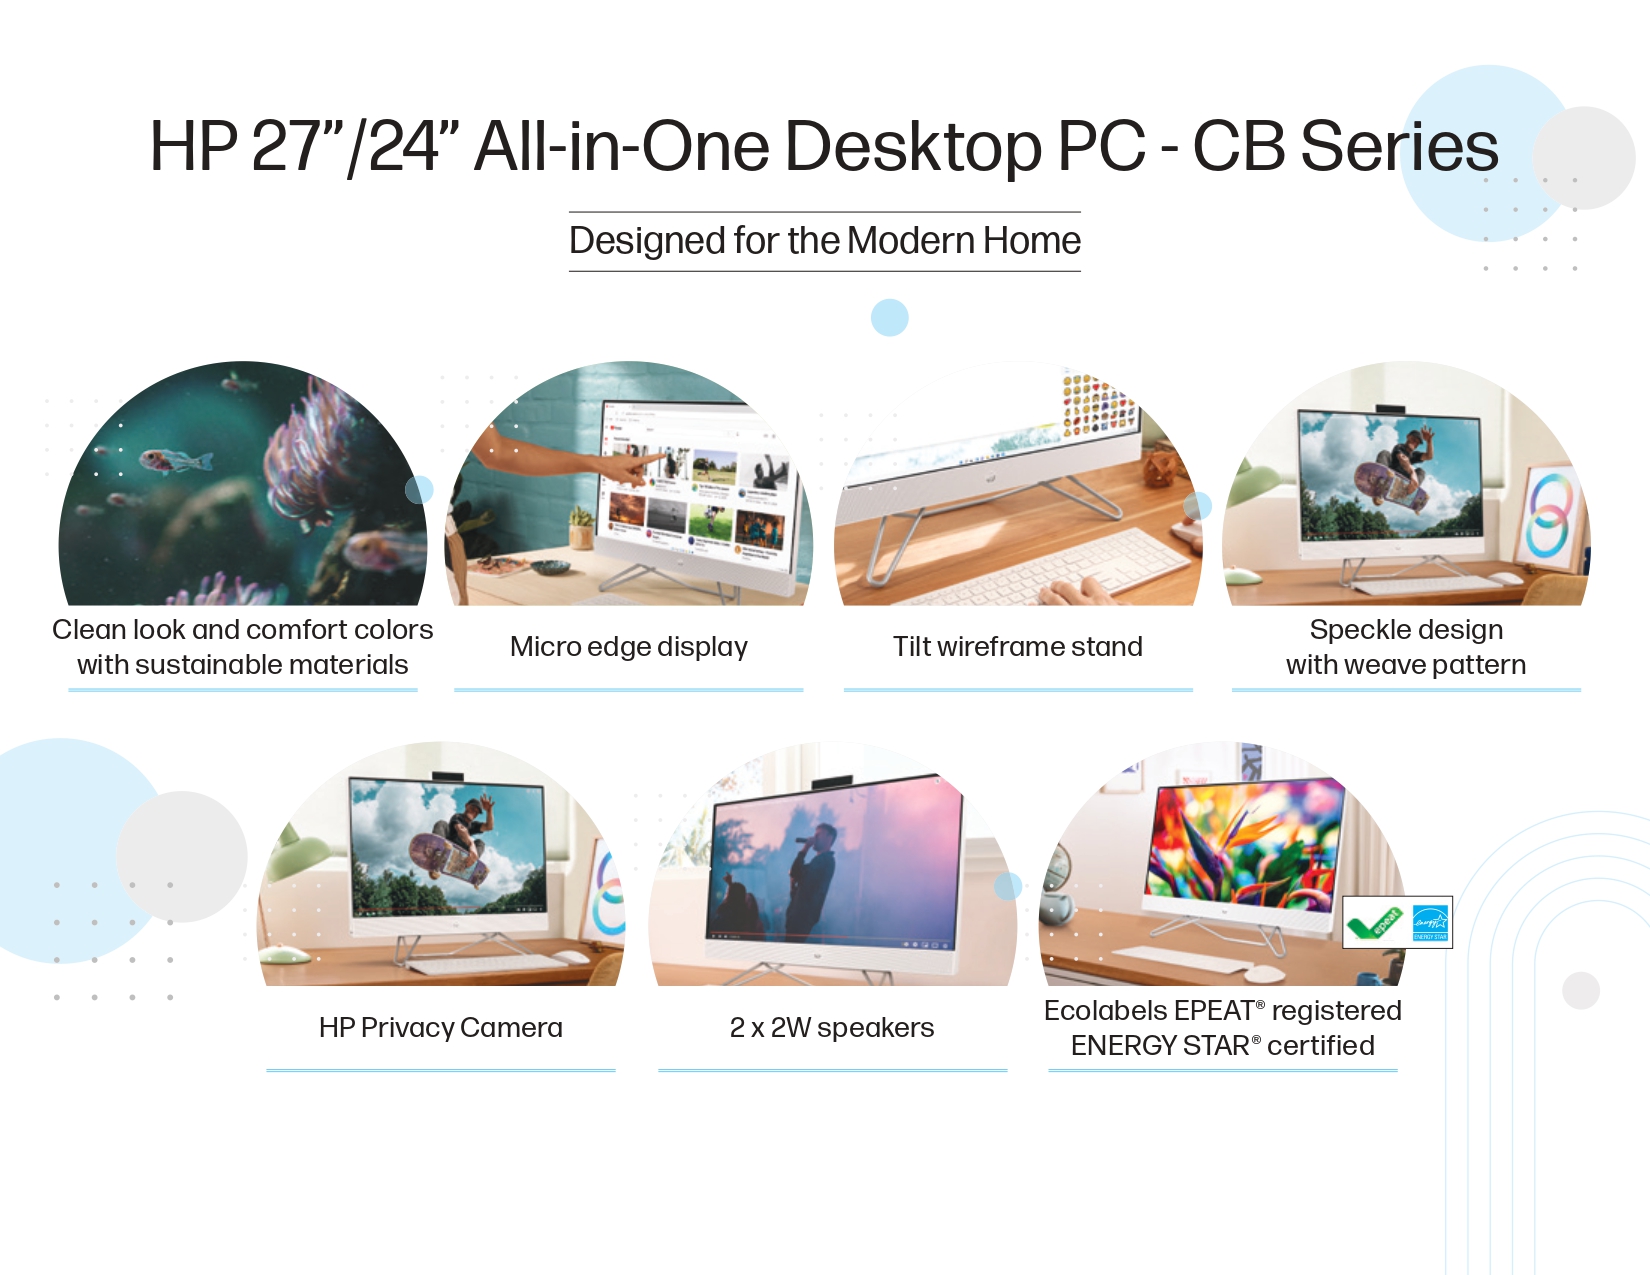 HP 27”/24” All-in-One Desktop PC - CB Series
Designed for the Modern Home
Clean look and comfort colors
with sustainable materials
Micro edge display
Tilt wireframe stand
Speckle design
with weave pattern
HP Privacy Camera
2 x 2W speakers
epeat
energy
ENERGY STAR
Ecolabels EPEAT® registered
ENERGY STAR® certified